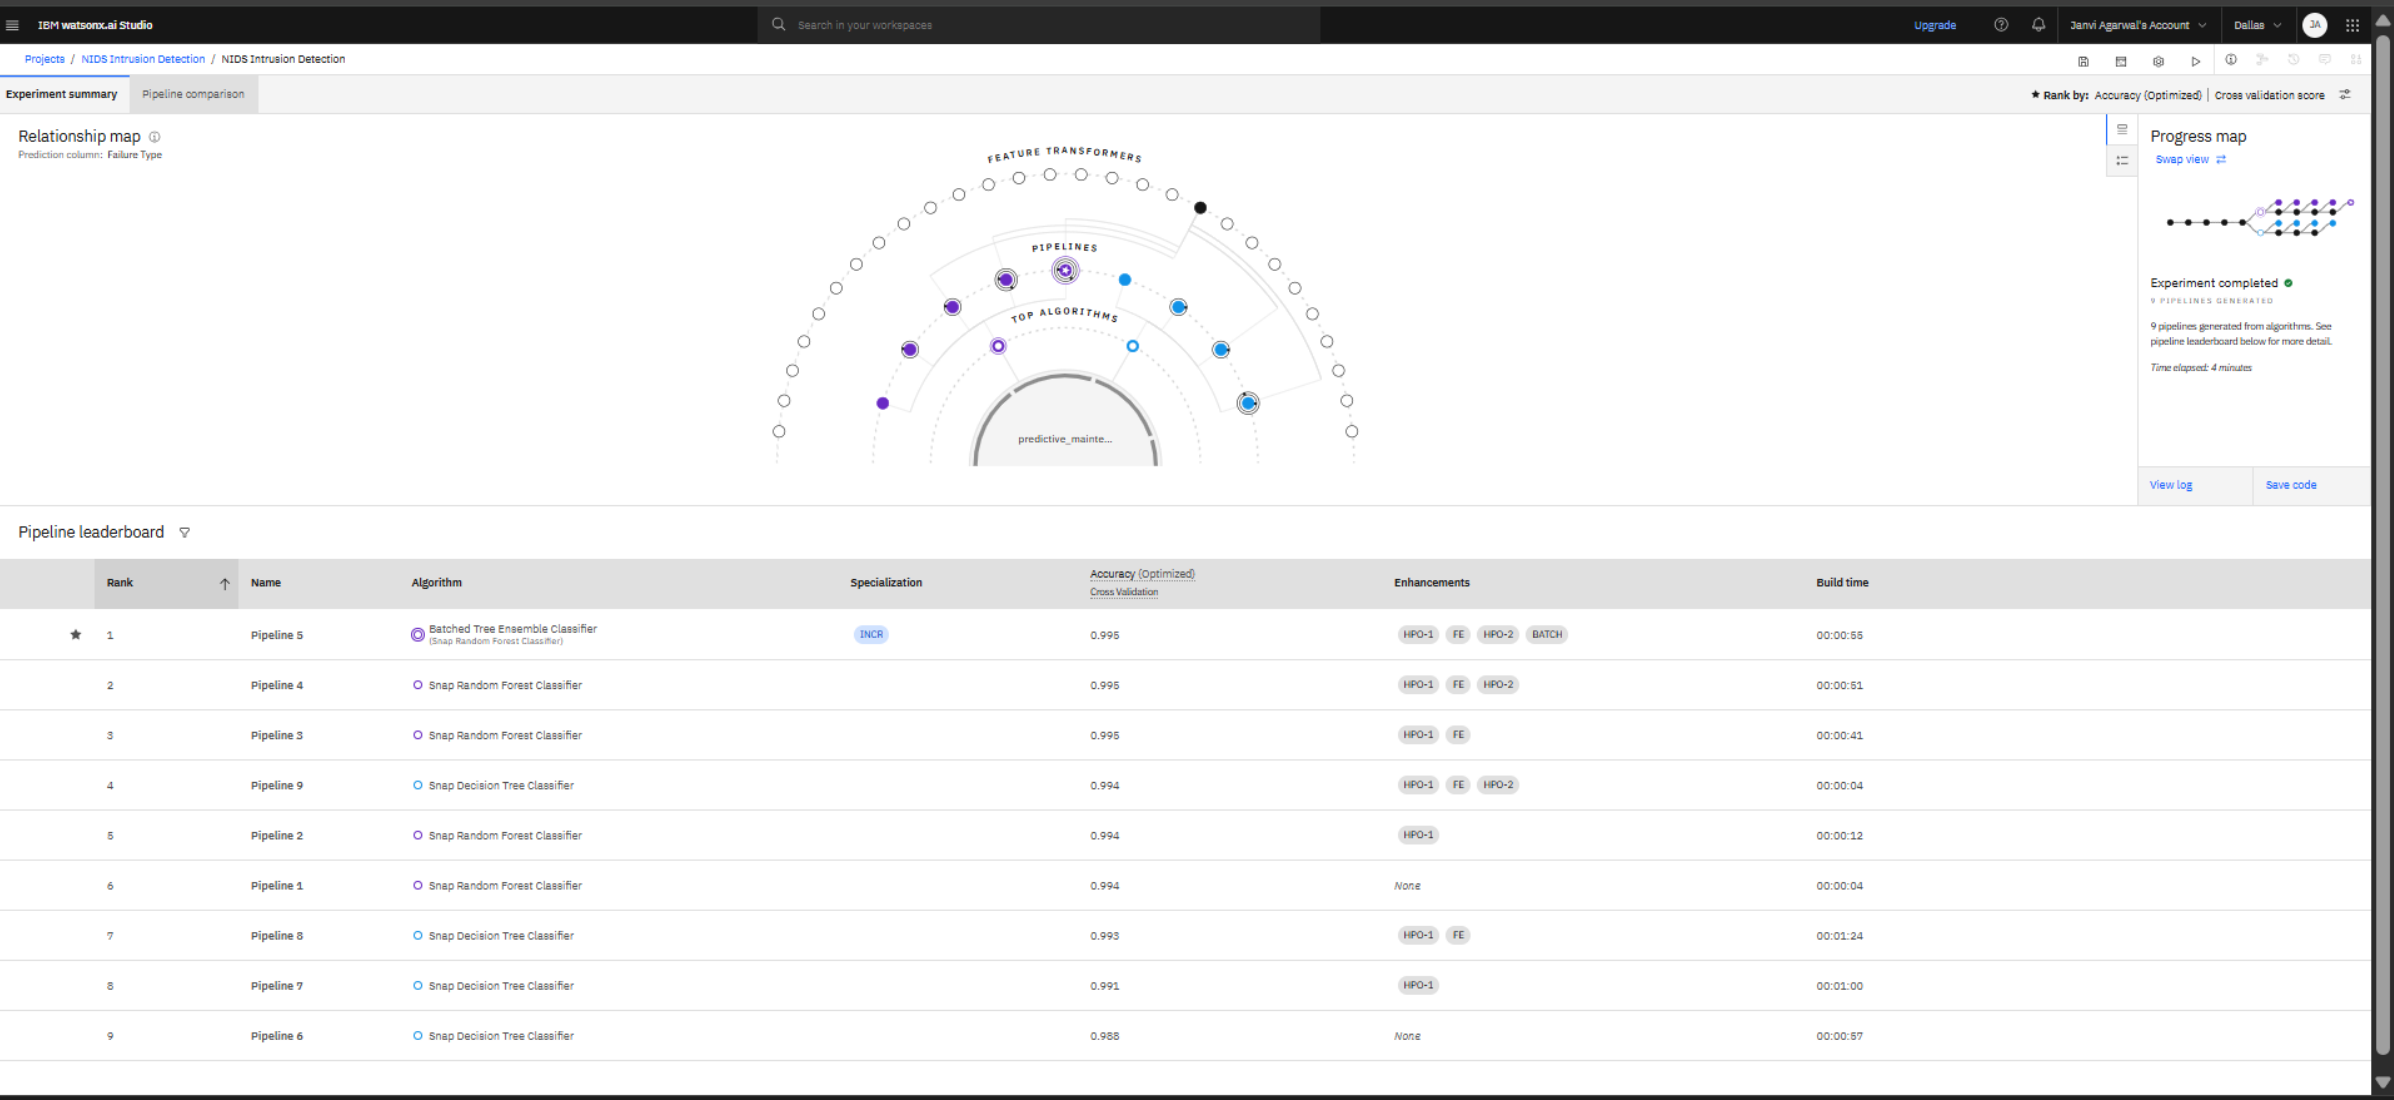 IBM watsonx.ai Studio
Search in your workspaces
Upgrade
Janvi Agarwal's Account
Dallas
JA
Projects / NIDS Intrusion Detection / NIDS Intrusion Detection
Experiment summary
Pipeline comparison
Rank by: Accuracy (Optimized) | Cross validation score
Relationship map
Prediction column: Failure Type
FEATURE TRANSFORMERS
PIPELINES
TOP ALGORITHMS
predictive_mainte...
Progress map
Swap view
Experiment completed
9 PIPELINES GENERATED
9 pipelines generated from algorithms. See
pipeline leaderboard below for more detail.
Time elapsed: 4 minutes
View log
Save code
Pipeline leaderboard
Rank Name Algorithm Specialization Accuracy (Optimized) Enhancements Build time
Cross Validation
1 Pipeline 5 Batched Tree Ensemble Classifier INCR 0.995 HPO-1 FE HPO-2 BATCH 00:00:55
(Snap Random Forest Classifier)
2 Pipeline 4 Snap Random Forest Classifier 0.995 HPO-1 FE HPO-2 00:00:51
3 Pipeline 3 Snap Random Forest Classifier 0.995 HPO-1 FE 00:00:41
4 Pipeline 9 Snap Decision Tree Classifier 0.994 HPO-1 FE HPO-2 00:00:04
5 Pipeline 2 Snap Random Forest Classifier 0.994 HPO-1 00:00:12
6 Pipeline 1 Snap Random Forest Classifier 0.994 None 00:00:04
7 Pipeline 8 Snap Decision Tree Classifier 0.993 HPO-1 FE 00:01:24
8 Pipeline 7 Snap Decision Tree Classifier 0.991 HPO-1 00:01:00
9 Pipeline 6 Snap Decision Tree Classifier 0.988 None 00:00:57